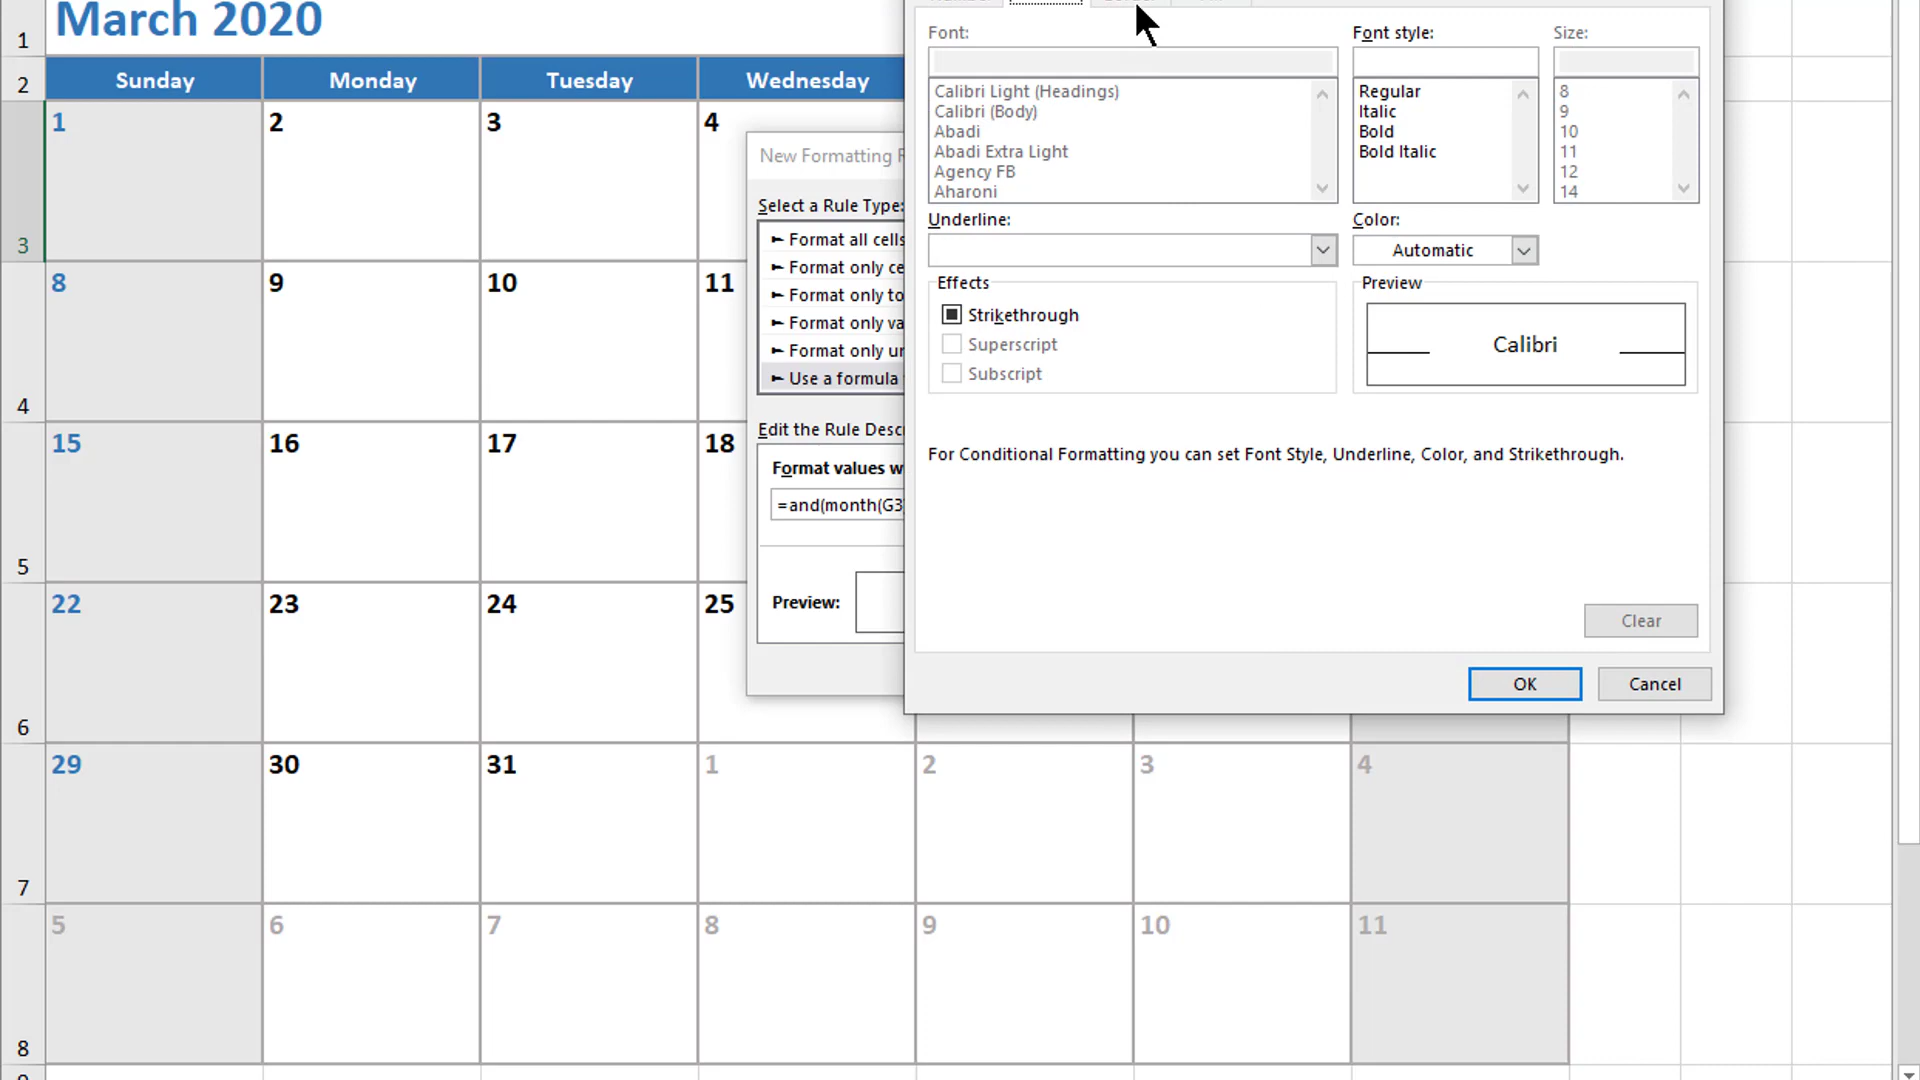 1
March 2020
2
Sunday
Monday
Tuesday
Wednesday
3
1
2
3
4
4
8
9
10
11
5
15
16
17
18
6
22
23
24
25
7
29
30
31
1
2
3
4
8
5
6
7
8
9
10
11
New Formatting
Select a Rule Type:
Format all cells
Format only ce
Format only to
Format only va
Format only un
Use a formula
Edit the Rule Desc
Format values w
=and(month(G3
Preview:
Font:
Calibri Light (Headings)
Calibri (Body)
Abadi
Abadi Extra Light
Agency FB
Aharoni
Font style:
Regular
Italic
Bold
Bold Italic
Size:
8
9
10
11
12
14
Underline:
Color:
Automatic
Effects
Strikethrough
Superscript
Subscript
Preview
Calibri
For Conditional Formatting you can set Font Style, Underline, Color, and Strikethrough.
Clear
OK
Cancel